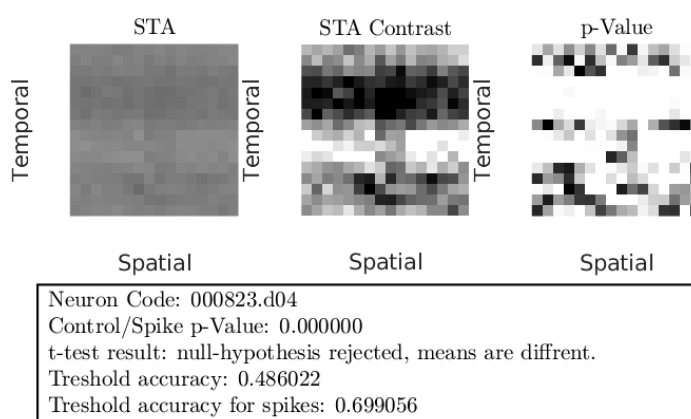 STA
STA Contrast
p-Value
Temporal
Temporal
Temporal
Spatial
Spatial
Spatial
Neuron Code: 000823.d04
Control/Spike p-Value: 0.000000
t-test result: null-hypothesis rejected, means are diffrent.
Treshold accuracy: 0.486022
Treshold accuracy for spikes: 0.699056